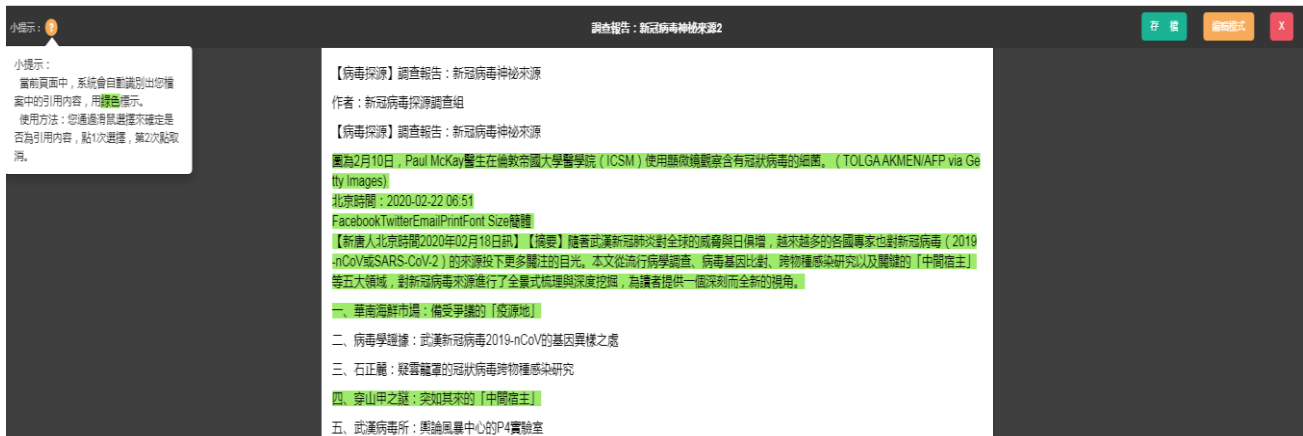 小提示： ?
調查報告：新冠病毒神祕來源2
存 檔
編輯模式
X
小提示：
當前頁面中，系統會自動識別出您檔
案中的引用內容，用綠色標示。
使用方法：您通過滑鼠選擇來確定是
否為引用內容，點1次選擇，第2次點取
消。
【病毒探源】調查報告：新冠病毒神祕來源
作者：新冠病毒探源調查組
【病毒探源】調查報告：新冠病毒神祕來源
圖為2月10日，Paul McKay醫生在倫敦帝國大學醫學院（ICSM）使用顯微鏡觀察含有冠狀病毒的細菌。（TOLGA AKMEN/AFP via Ge
tty Images)
北京時間：2020-02-22 06:51
FacebookTwitterEmailPrintFont Size簡體
【新唐人北京時間2020年02月18日訊】【摘要】隨著武漢新冠肺炎對全球的威脅與日俱增，越來越多的各國專家也對新冠病毒（2019
-nCoV或SARS-CoV-2）的來源投下更多關注的目光。本文從流行病學調查、病毒基因比對、跨物種感染研究以及關鍵的「中間宿主」
等五大領域，對新冠病毒來源進行了全景式梳理與深度挖掘，為讀者提供一個深刻而全新的視角。
一、華南海鮮市場：備受爭議的「疫源地」
二、病毒學證據：武漢新冠病毒2019-nCoV的基因異樣之處
三、石正麗：疑雲籠罩的冠狀病毒跨物種感染研究
四、穿山甲之謎：突如其來的「中間宿主」
五、武漢病毒所：輿論風暴中心的P4實驗室